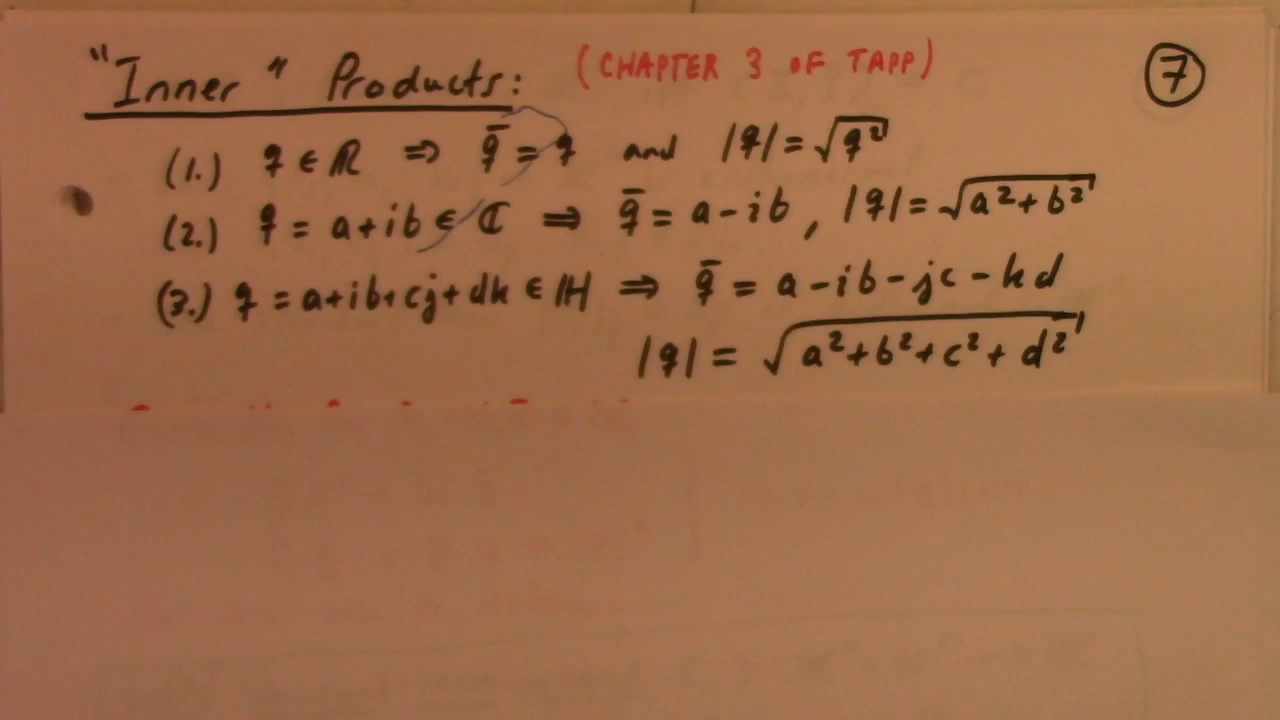 "Inner" Products: (CHAPTER 3 OF TAPP) 7
(1.) q ∈ ℝ ⇒ q̄ = q and |q| = √q²
(2.) q = a+ib ∈ ℂ ⇒ q̄ = a-ib, |q| = √a²+b²
(3.) q = a+ib+cj+dk ∈ ℍ ⇒ q̄ = a-ib-jc-kd
|q| = √a²+b²+c²+d²